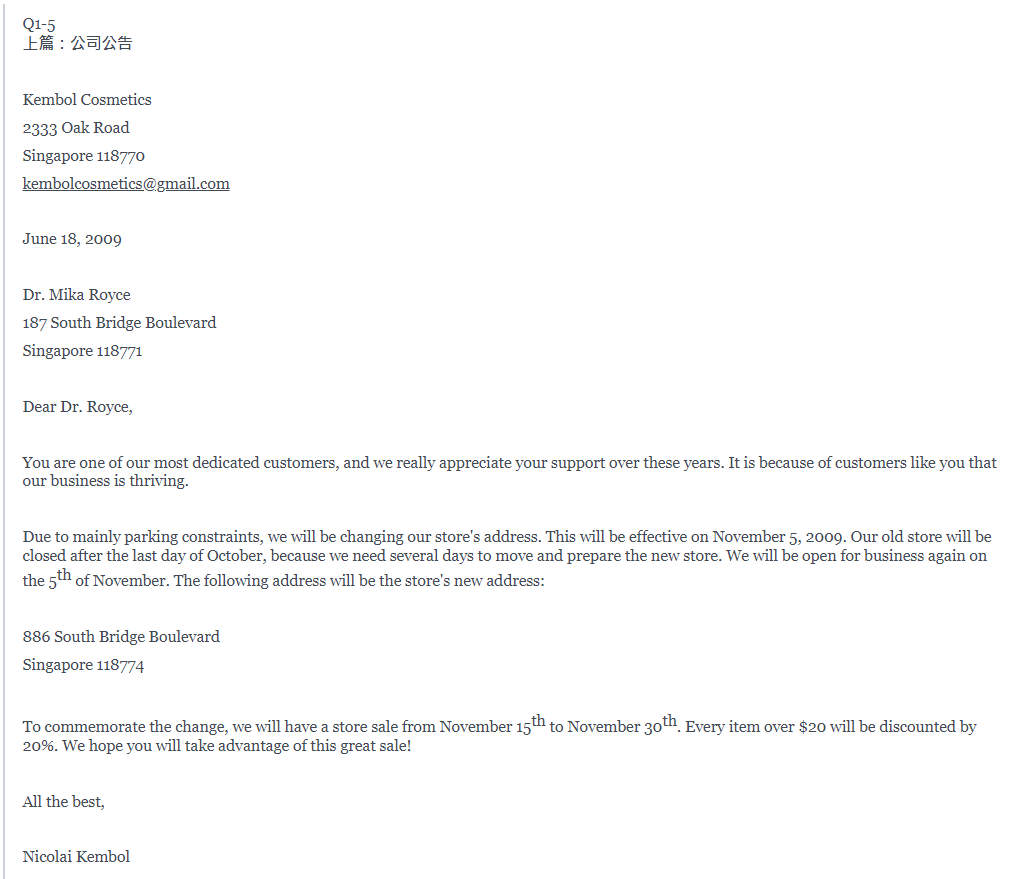 Q1-5
上篇：公司公告
Kembol Cosmetics
2333 Oak Road
Singapore 118770
kembolcosmetics@gmail.com
June 18, 2009
Dr. Mika Royce
187 South Bridge Boulevard
Singapore 118771
Dear Dr. Royce,
You are one of our most dedicated customers, and we really appreciate your support over these years. It is because of customers like you that
our business is thriving.
Due to mainly parking constraints, we will be changing our store's address. This will be effective on November 5, 2009. Our old store will be
closed after the last day of October, because we need several days to move and prepare the new store. We will be open for business again on
the 5th of November. The following address will be the store's new address:
886 South Bridge Boulevard
Singapore 118774
To commemorate the change, we will have a store sale from November 15th to November 30th. Every item over $20 will be discounted by
20%. We hope you will take advantage of this great sale!
All the best,
Nicolai Kembol